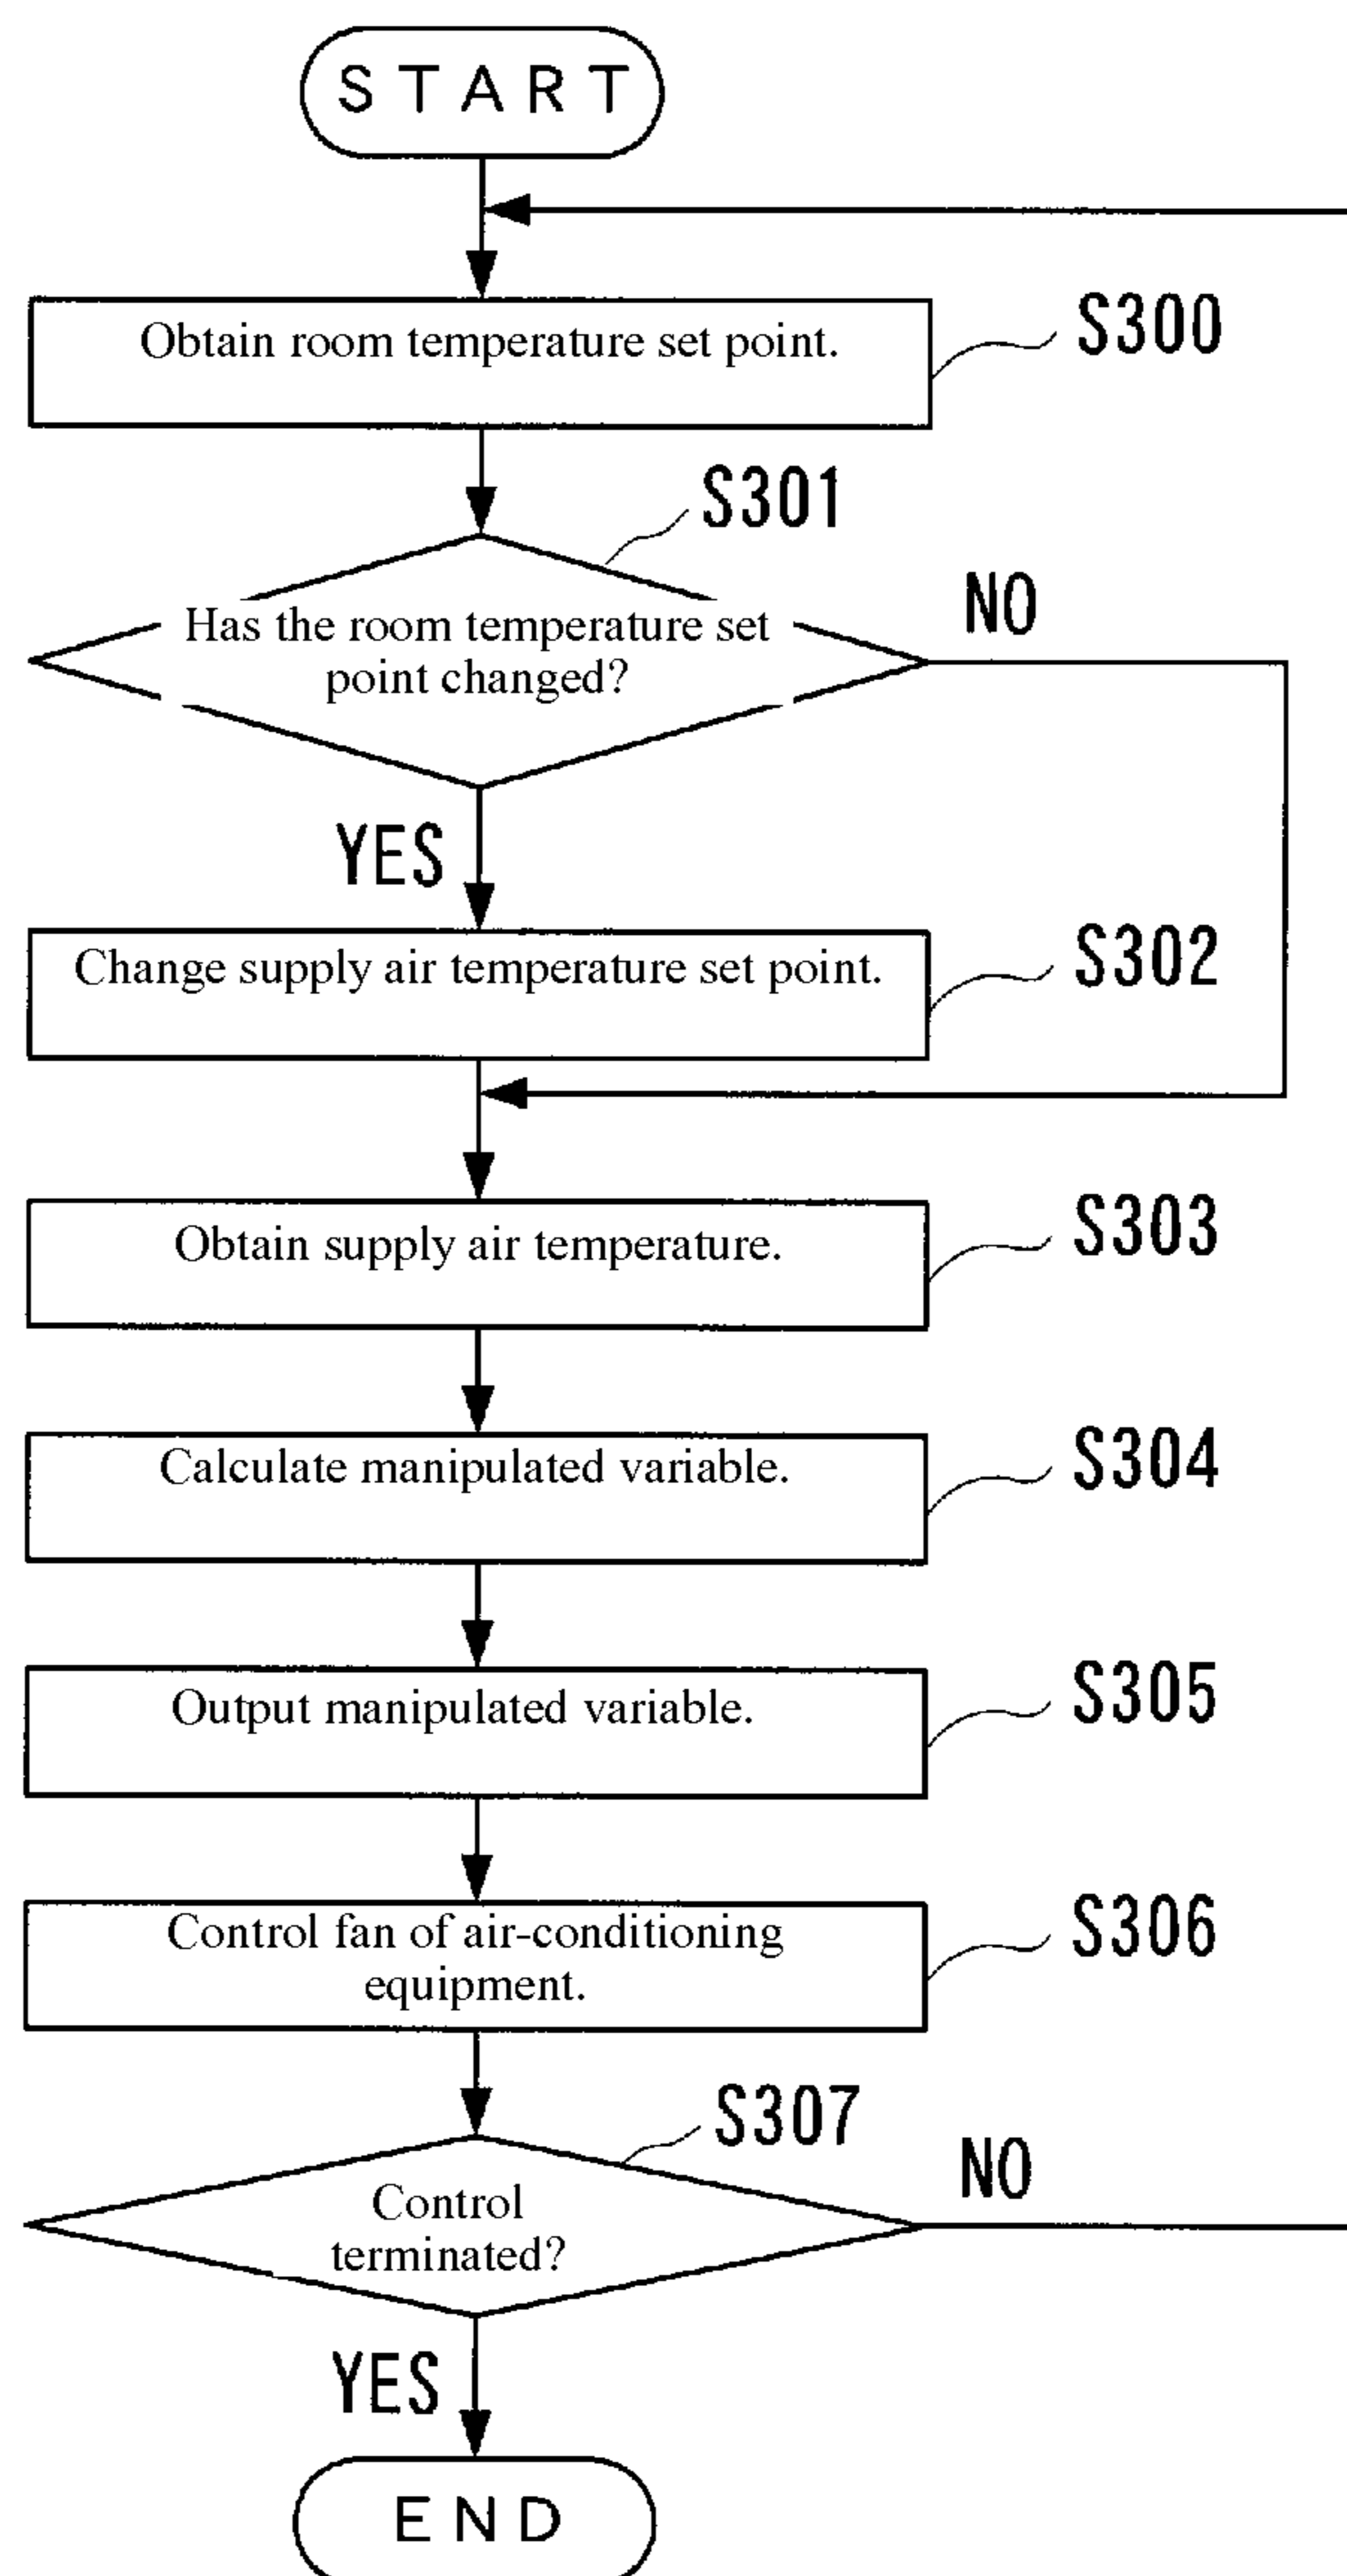 START
Obtain room temperature set point.
S300
S301
Has the room temperature set
point changed?
NO
YES
Change supply air temperature set point.
S302
Obtain supply air temperature.
S303
Calculate manipulated variable.
S304
Output manipulated variable.
S305
Control fan of air-conditioning
equipment.
S306
S307
Control
terminated?
NO
YES
END